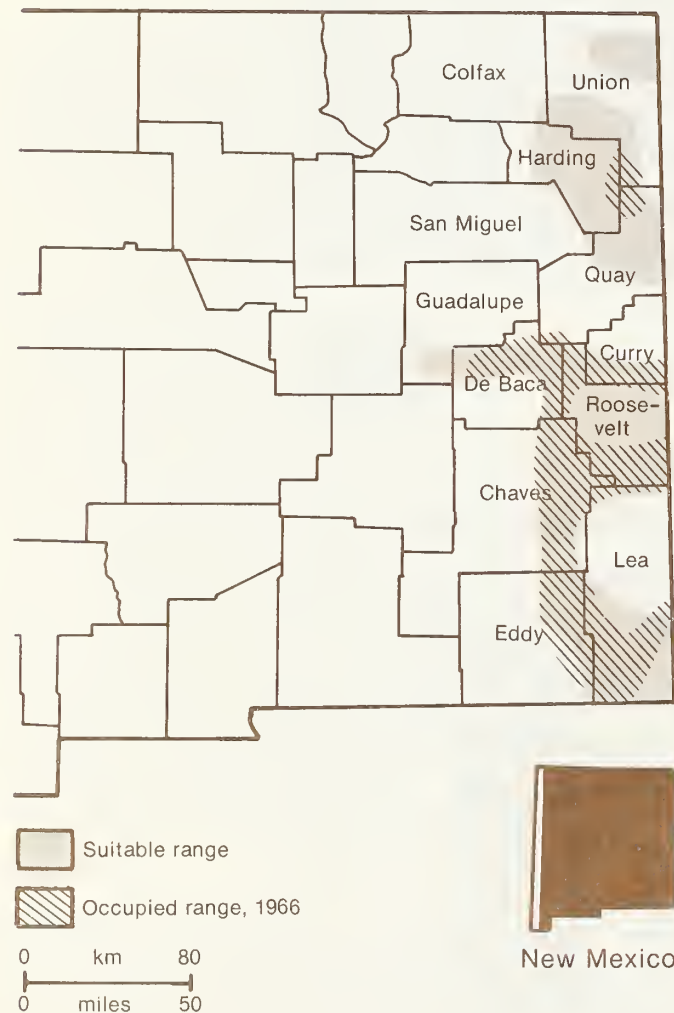 Colfax
Union
Harding
San Miguel
Quay
Guadalupe
Curry
De Baca
Roose-
velt
Chaves
Lea
Eddy
Suitable range
Occupied range, 1966
0 km 80
0 miles 50
New Mexico